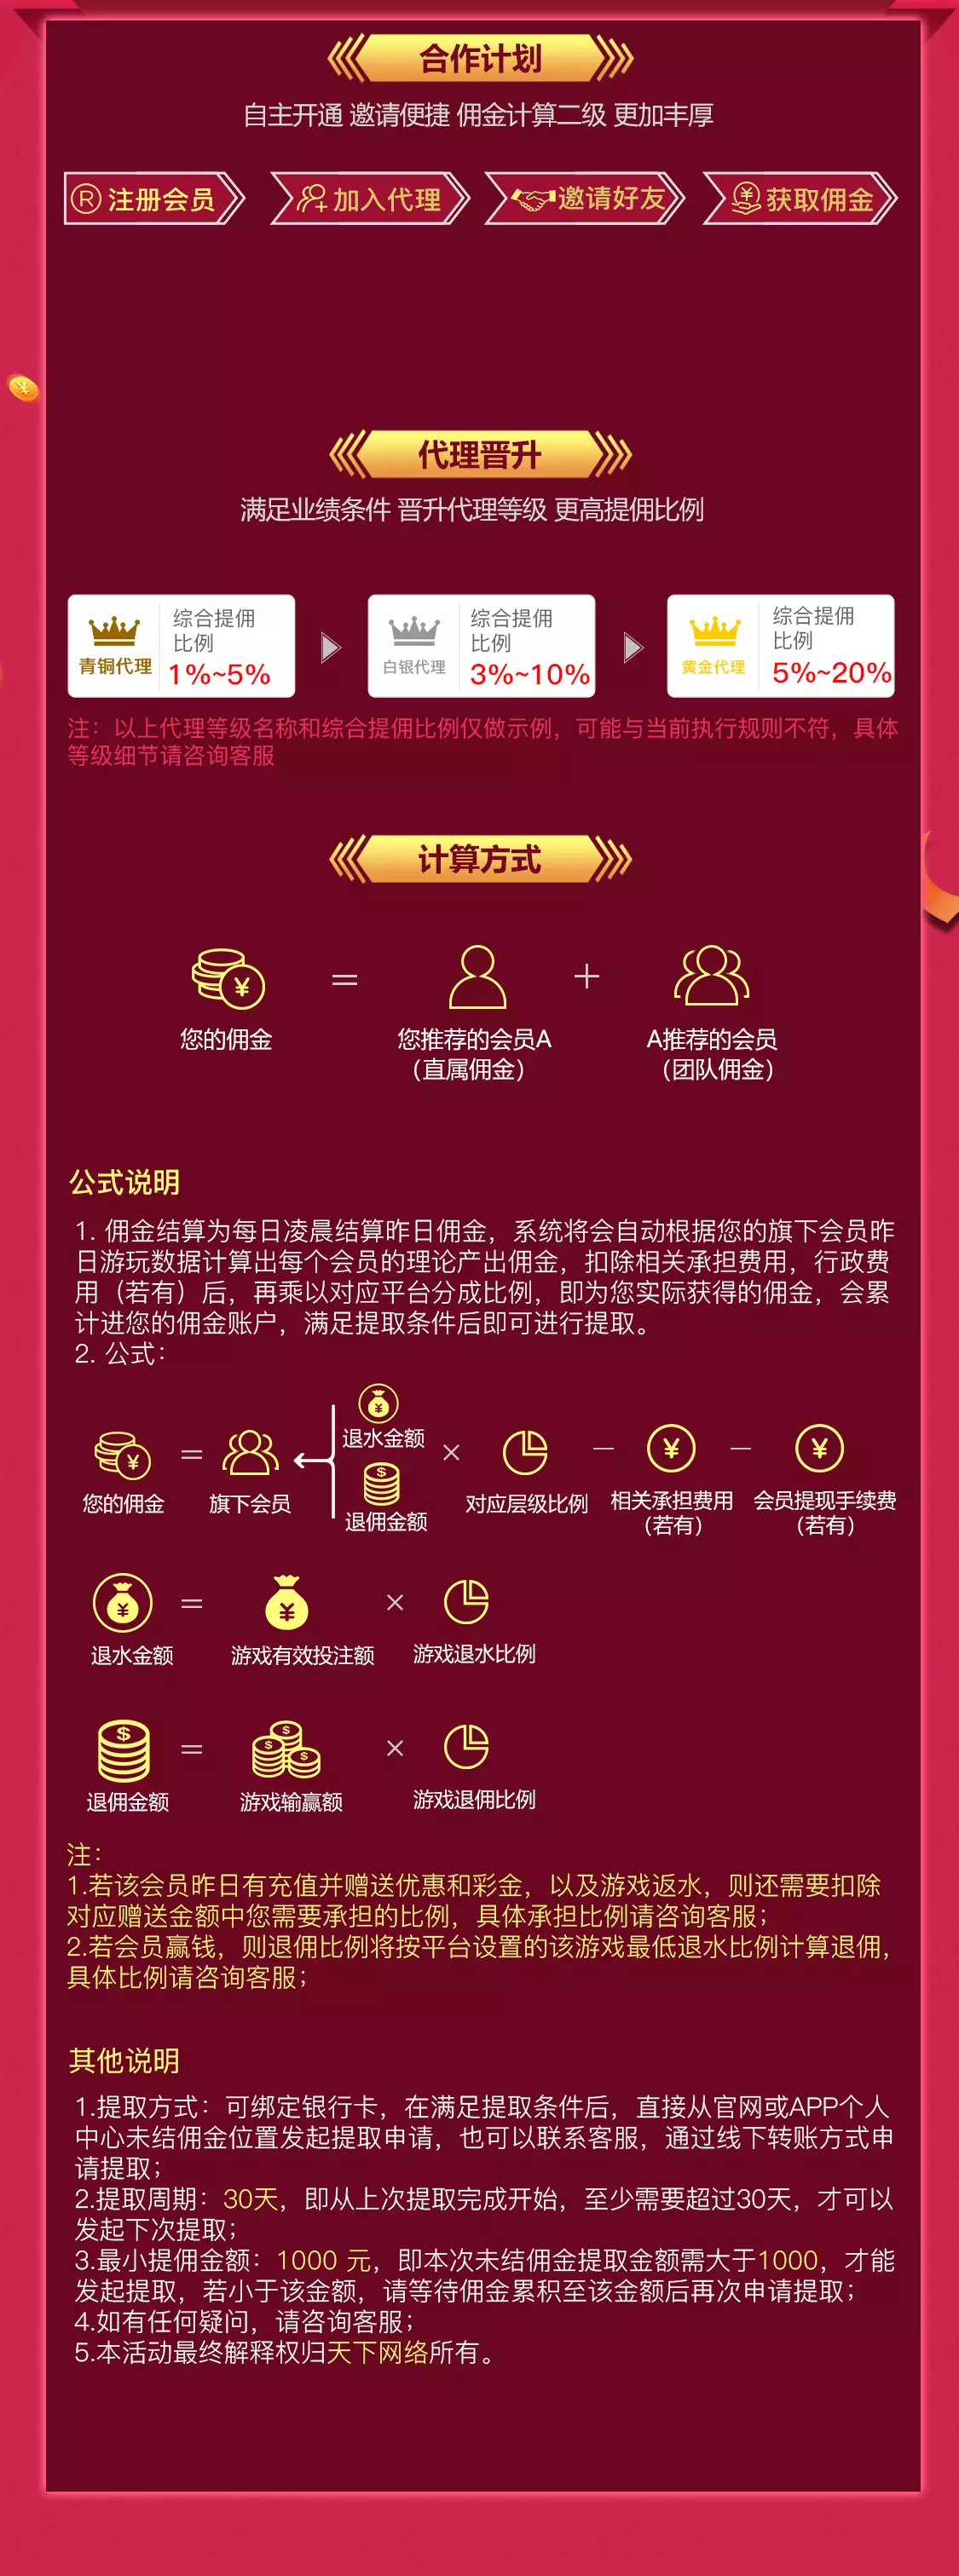 合作计划
自主开通 邀请便捷 佣金计算二级 更加丰厚
R 注册会员 加入代理 邀请好友 ¥ 获取佣金
代理晋升
满足业绩条件 晋升代理等级 更高提佣比例
青铜代理
综合提佣
比例
1%~5%
白银代理
综合提佣
比例
3%~10%
黄金代理
综合提佣
比例
5%~20%
注：以上代理等级名称和综合提佣比例仅做示例，可能与当前执行规则不符，具体
等级细节请咨询客服
计算方式
¥ = +
您的佣金 您推荐的会员A A推荐的会员
（直属佣金） （团队佣金）
公式说明
1. 佣金结算为每日凌晨结算昨日佣金，系统将会自动根据您的旗下会员昨
日游玩数据计算出每个会员的理论产出佣金，扣除相关承担费用，行政费
用（若有）后，再乘以对应平台分成比例，即为您实际获得的佣金，会累
计进您的佣金账户，满足提取条件后即可进行提取。
2. 公式：
¥
退水金额
¥ = $ × — ¥ — ¥
您的佣金 旗下会员 退佣金额 对应层级比例 相关承担费用 会员提现手续费
（若有） （若有）
¥ = ¥ ×
退水金额 游戏有效投注额 游戏退水比例
$ = $ $ $ ×
退佣金额 游戏输赢额 游戏退佣比例
注：
1.若该会员昨日有充值并赠送优惠和彩金，以及游戏返水，则还需要扣除
对应赠送金额中您需要承担的比例，具体承担比例请咨询客服；
2.若会员赢钱，则退佣比例将按平台设置的该游戏最低退水比例计算退佣，
具体比例请咨询客服；
其他说明
1.提取方式：可绑定银行卡，在满足提取条件后，直接从官网或APP个人
中心未结佣金位置发起提取申请，也可以联系客服，通过线下转账方式申
请提取；
2.提取周期：30天，即从上次提取完成开始，至少需要超过30天，才可以
发起下次提取；
3.最小提佣金额：1000 元，即本次未结佣金提取金额需大于1000，才能
发起提取，若小于该金额，请等待佣金累积至该金额后再次申请提取；
4.如有任何疑问，请咨询客服；
5.本活动最终解释权归天下网络所有。